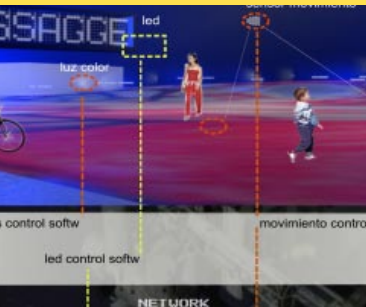 sensor movimiento
SSAGGE
led
luz color
s control softw
movimiento contro
led control softw
NETWORK